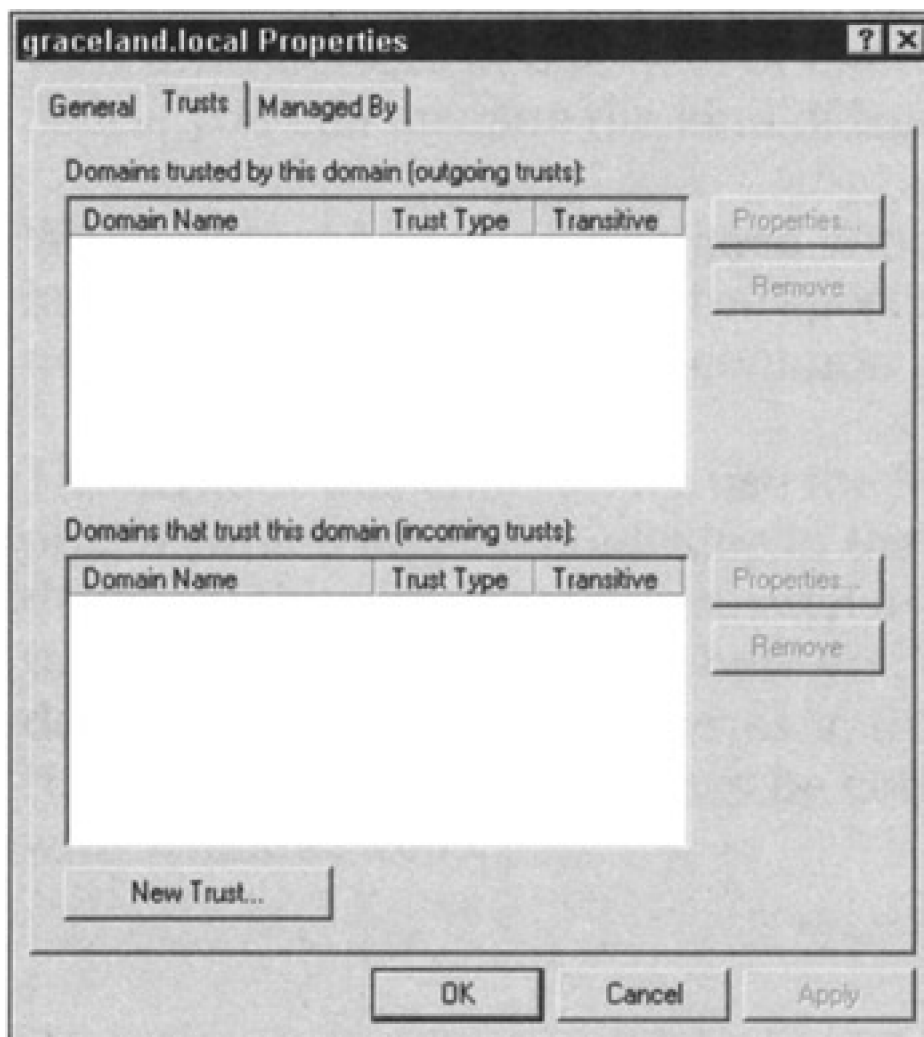 graceland.local Properties
General Trusts Managed By
Domains trusted by this domain (outgoing trusts):
Domain Name Trust Type Transitive
Properties...
Remove
Domains that trust this domain (incoming trusts):
Domain Name Trust Type Transitive
Properties...
Remove
New Trust...
OK Cancel Apply